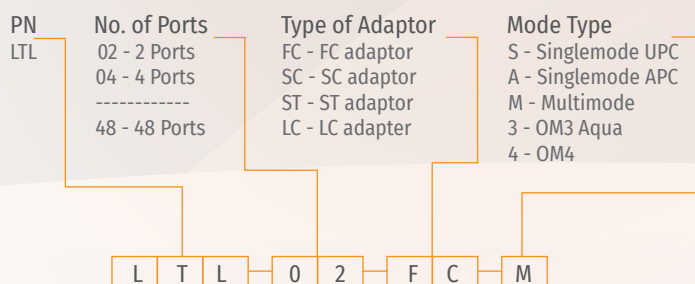 PN
LTL
No. of Ports
02 - 2 Ports
04 - 4 Ports
------------
48 - 48 Ports
Type of Adaptor
FC - FC adaptor
SC - SC adaptor
ST - ST adaptor
LC - LC adapter
Mode Type
S - Singlemode UPC
A - Singlemode APC
M - Multimode
3 - OM3 Aqua
4 - OM4
L T L 0 2 F C M